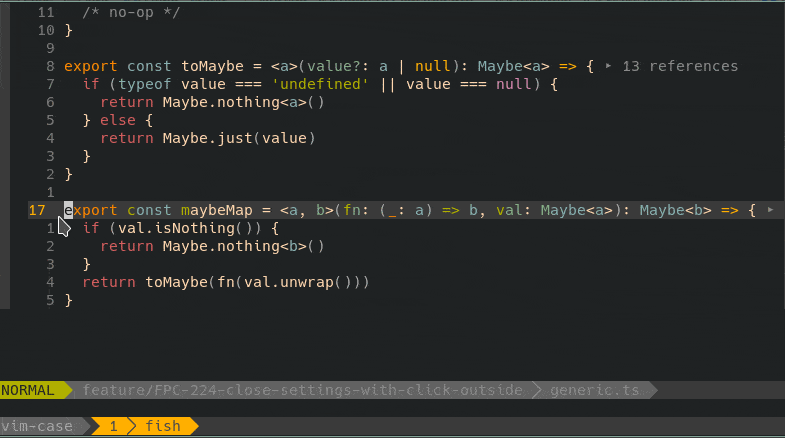 11   /* no-op */
10 }
9
8 export const toMaybe = <a>(value?: a | null): Maybe<a> => { ‣ 13 references
7   if (typeof value === 'undefined' || value === null) {
6     return Maybe.nothing<a>()
5   } else {
4     return Maybe.just(value)
3   }
2 }
1
17 export const maybeMap = <a, b>(fn: (_: a) => b, val: Maybe<a>): Maybe<b> => { ‣
1   if (val.isNothing()) {
2     return Maybe.nothing<b>()
3   }
4   return toMaybe(fn(val.unwrap()))
5 }
NORMAL feature/FPC-224-close-settings-with-click-outside generic.ts
vim-case 1 fish